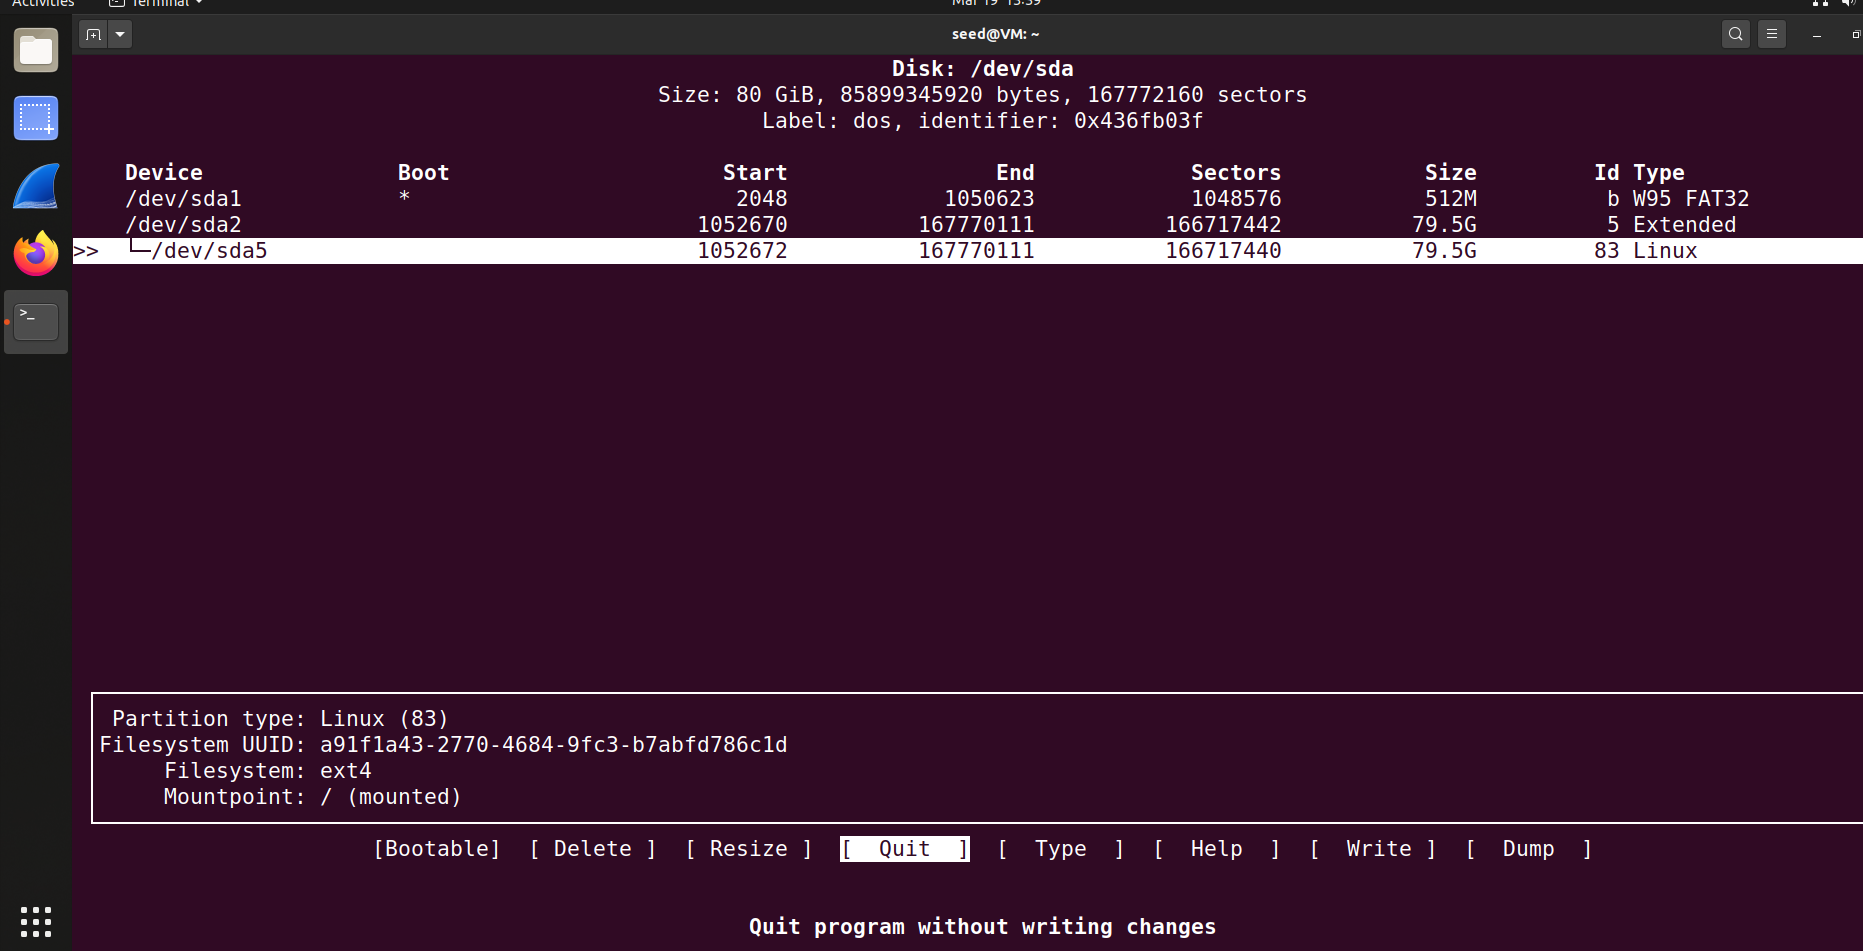 Activities Terminal Mar 19 13:39
seed@VM: ~
Disk: /dev/sda
Size: 80 GiB, 85899345920 bytes, 167772160 sectors
Label: dos, identifier: 0x436fb03f
Device Boot Start End Sectors Size Id Type
/dev/sda1 * 2048 1050623 1048576 512M b W95 FAT32
/dev/sda2 1052670 167770111 166717442 79.5G 5 Extended
>> └─/dev/sda5 1052672 167770111 166717440 79.5G 83 Linux
Partition type: Linux (83)
Filesystem UUID: a91f1a43-2770-4684-9fc3-b7abfd786c1d
Filesystem: ext4
Mountpoint: / (mounted)
[Bootable] [ Delete ] [ Resize ] [ Quit ] [ Type ] [ Help ] [ Write ] [ Dump ]
Quit program without writing changes